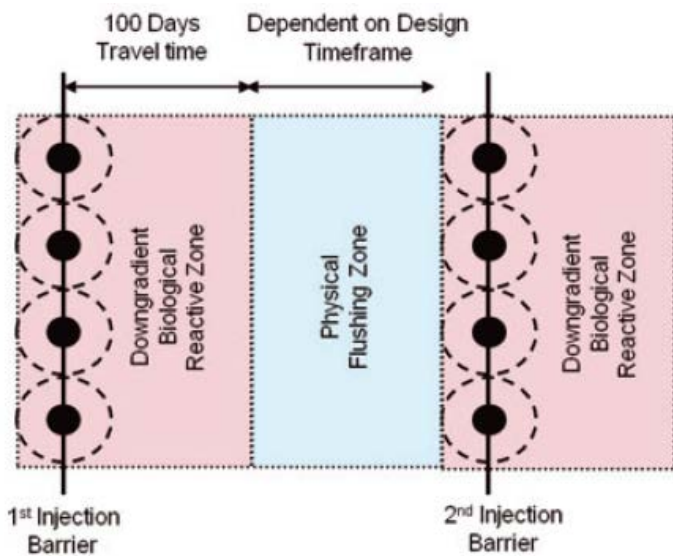 100 Days
Travel time
Dependent on Design
Timeframe
Downgradient
Biological
Reactive Zone
Physical
Flushing Zone
Downgradient
Biological
Reactive Zone
1st Injection
Barrier
2nd Injection
Barrier